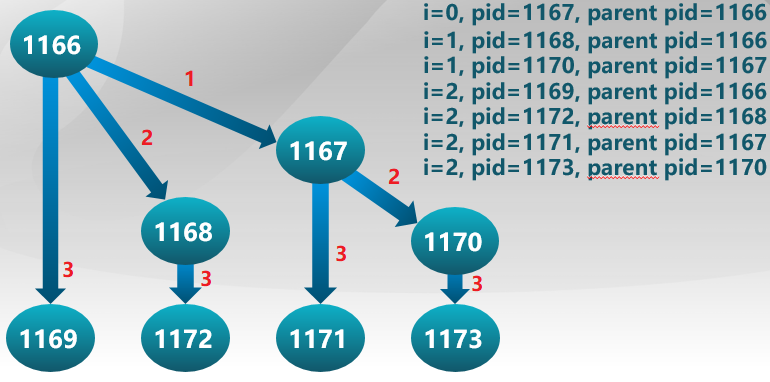 i=0, pid=1167, parent pid=1166
i=1, pid=1168, parent pid=1166
i=1, pid=1170, parent pid=1167
i=2, pid=1169, parent pid=1166
i=2, pid=1172, parent pid=1168
i=2, pid=1171, parent pid=1167
i=2, pid=1173, parent pid=1170
1166
1
2
1167
2
1168
1170
3
3
3
3
1169
1172
1171
1173